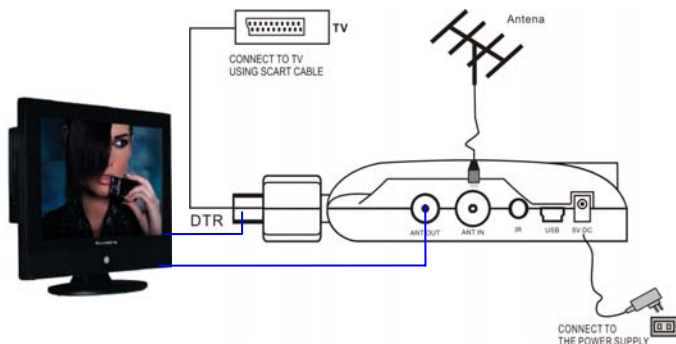 TV
CONNECT TO TV
USING SCART CABLE
Antena
DTR
ANT OUT
ANT IN
IR
USB
5V DC
CONNECT TO
THE POWER SUPPLY